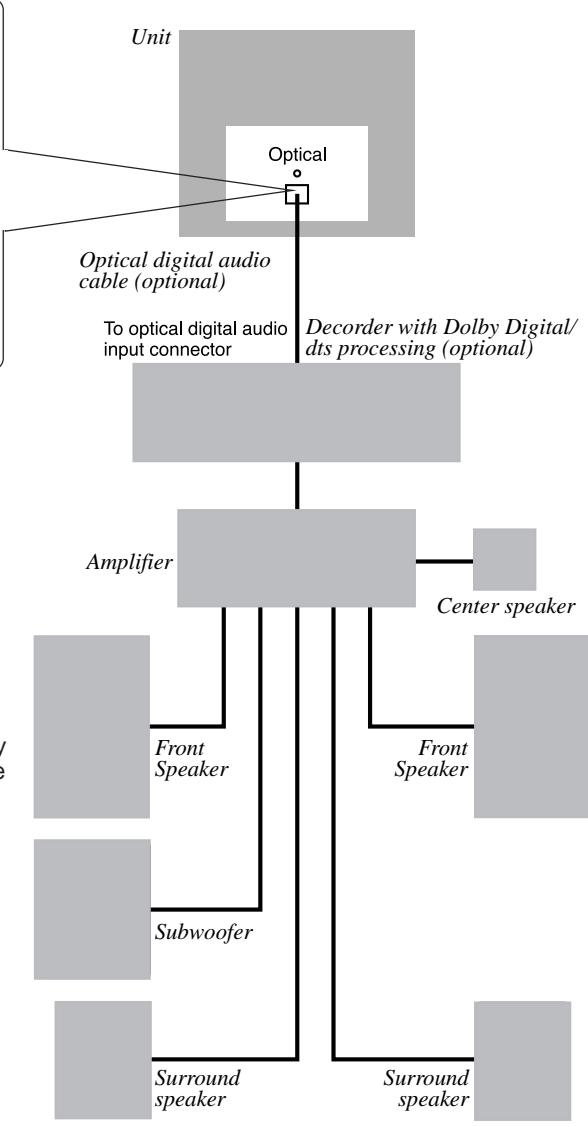 Unit
Optical
Optical digital audio
cable (optional)
To optical digital audio
input connector
Decorder with Dolby Digital/
dts processing (optional)
Amplifier
Center speaker
Front
Speaker
Front
Speaker
Subwoofer
Surround
speaker
Surround
speaker